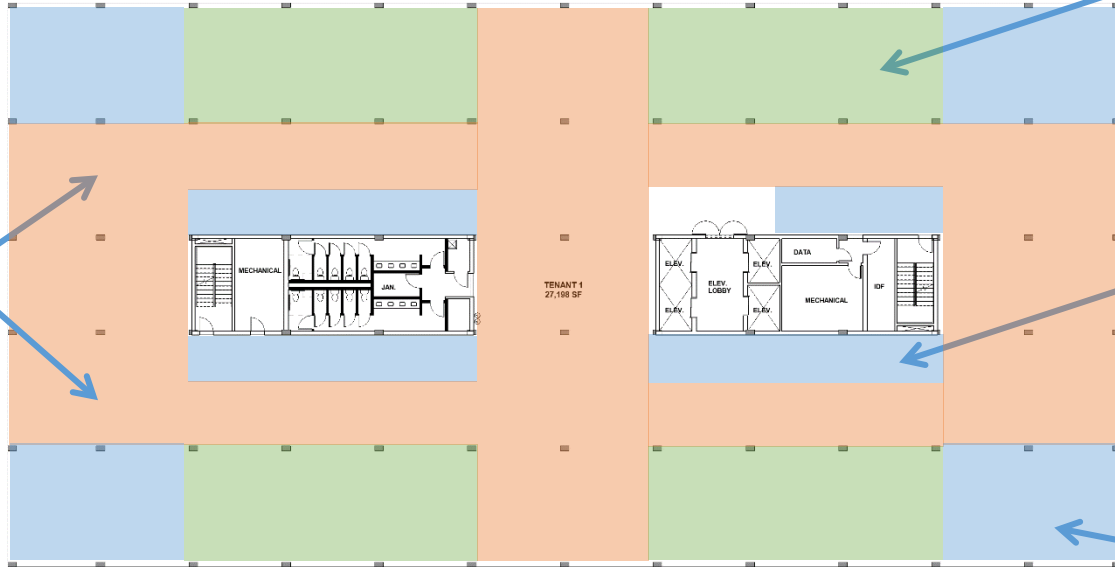 MECHANICAL
JAN.
TENANT 1
27,198 SF
ELEV.
ELEV.
ELEV.
LOBBY
ELEV.
ELEV.
DATA
MECHANICAL
IDF